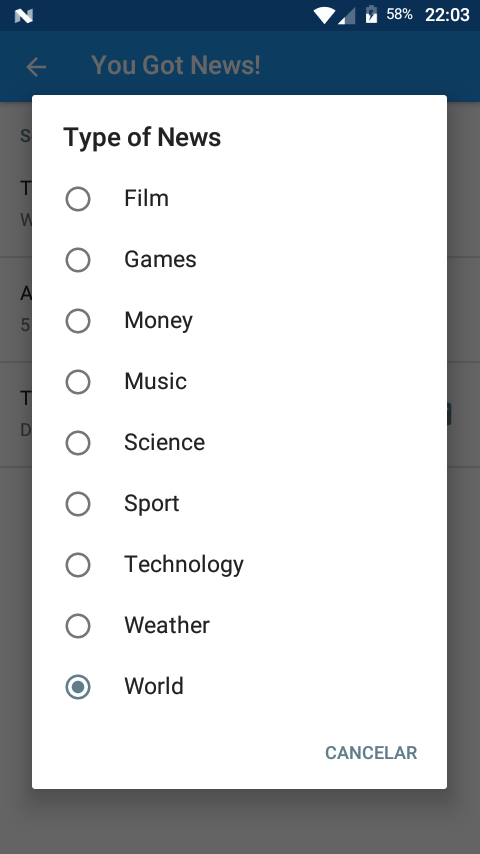 58% 22:03
You Got News!
Type of News
Film
Games
Money
Music
Science
Sport
Technology
Weather
World
CANCELAR